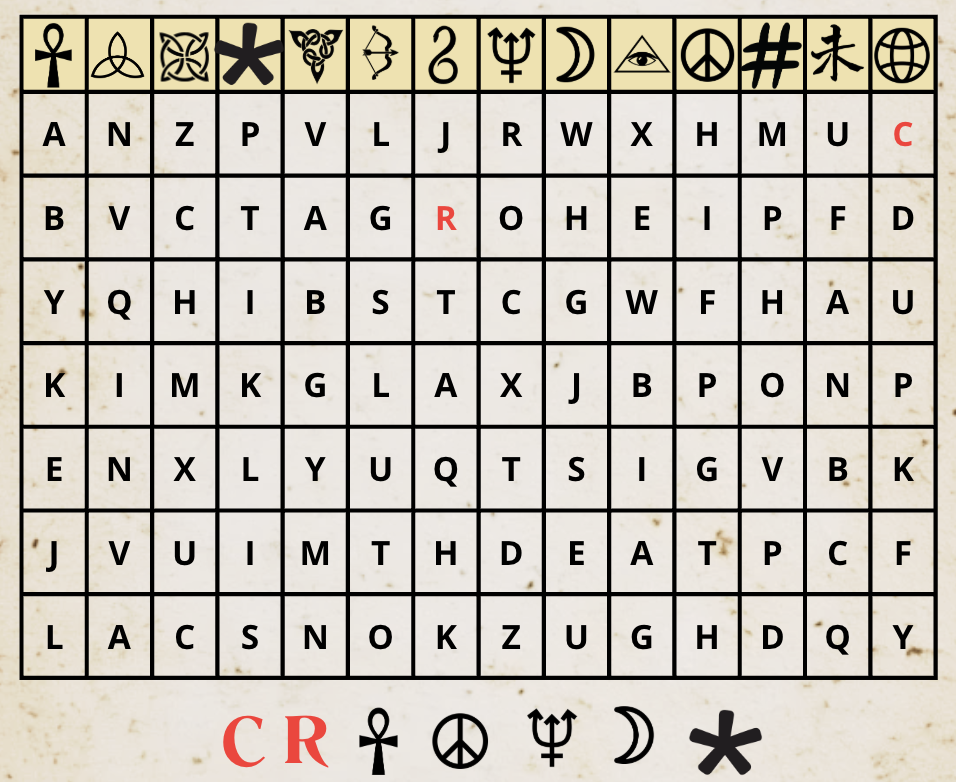 A N Z P V L J R W X H M U C
B V C T A G R O H E I P F D
Y Q H I B S T C G W F H A U
K I M K G L A X J B P O N P
E N X L Y U Q T S I G V B K
J V U I M T H D E A T P C F
L A C S N O K Z U G H D Q Y
C R